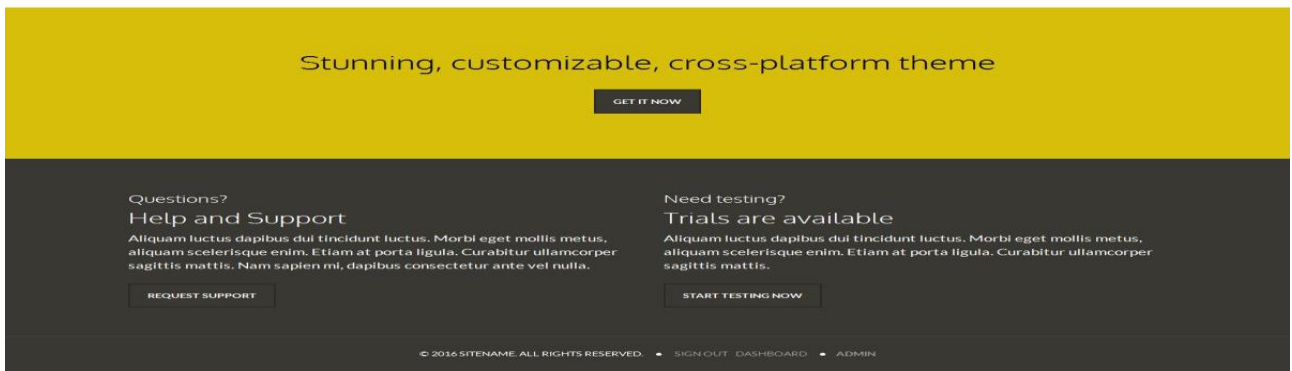 Stunning, customizable, cross-platform theme
GET IT NOW
Questions?
Help and Support
Aliquam luctus dapibus dui tincidunt luctus. Morbi eget mollis metus,
aliquam scelerisque enim. Etiam at porta ligula. Curabitur ullamcorper
sagittis mattis. Nam sapien mi, dapibus consectetur ante vel nulla.
REQUEST SUPPORT
Need testing?
Trials are available
Aliquam luctus dapibus dui tincidunt luctus. Morbi eget mollis metus,
aliquam scelerisque enim. Etiam at porta ligula. Curabitur ullamcorper
sagittis mattis.
START TESTING NOW
© 2016 SITENAME. ALL RIGHTS RESERVED. • SIGN OUT DASHBOARD • ADMIN